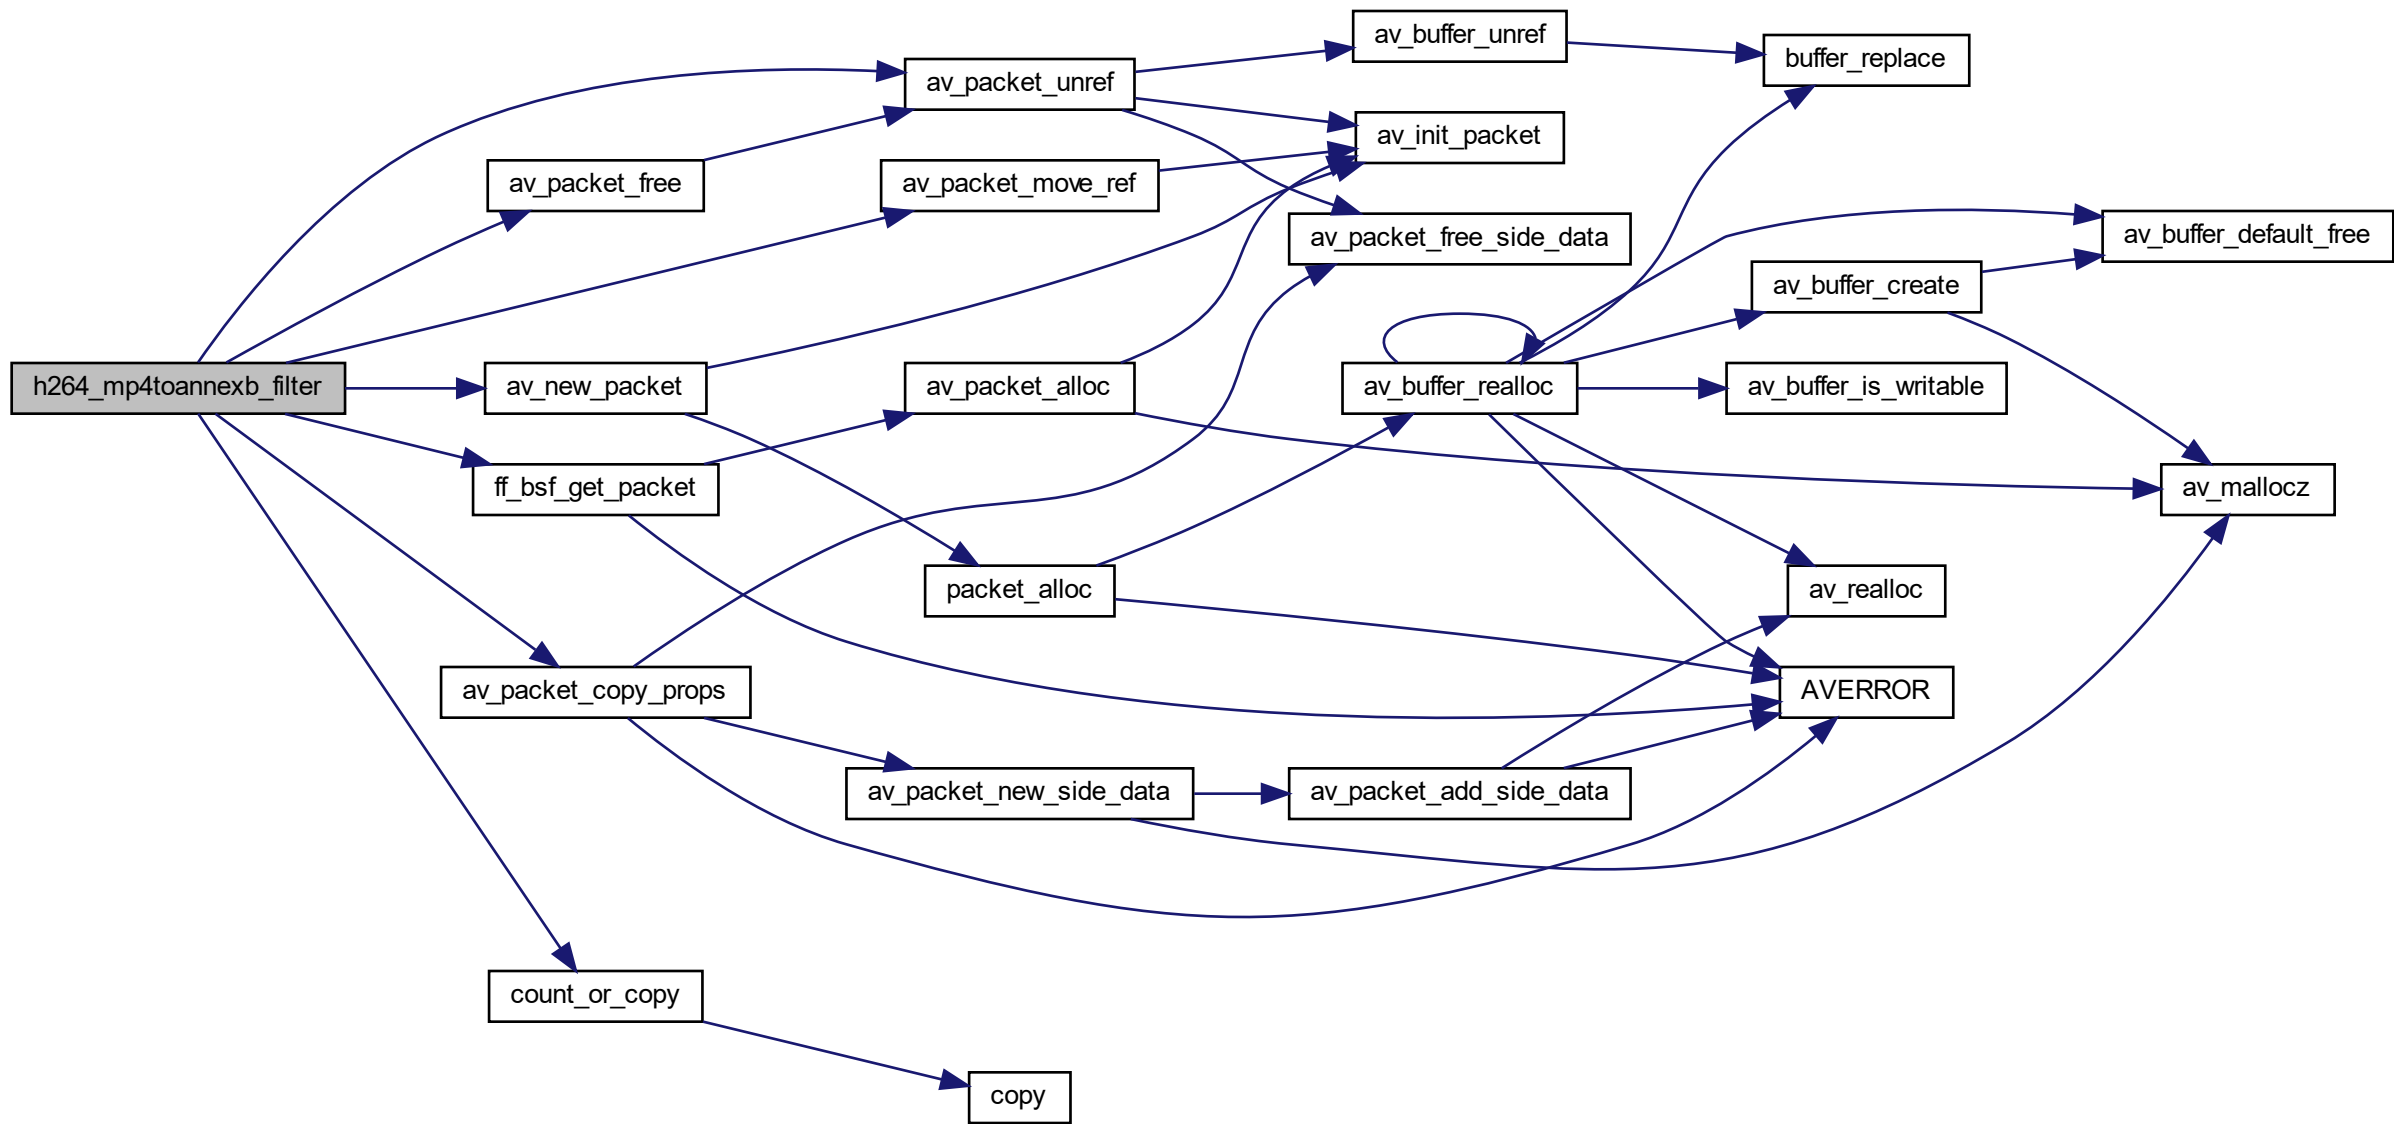 av_buffer_unref
buffer_replace
av_packet_unref
av_init_packet
av_packet_free
av_packet_move_ref
av_packet_free_side_data
av_buffer_default_free
av_buffer_create
h264_mp4toannexb_filter
av_new_packet
av_packet_alloc
av_buffer_realloc
av_buffer_is_writable
ff_bsf_get_packet
av_mallocz
packet_alloc
av_realloc
av_packet_copy_props
AVERROR
av_packet_new_side_data
av_packet_add_side_data
count_or_copy
copy